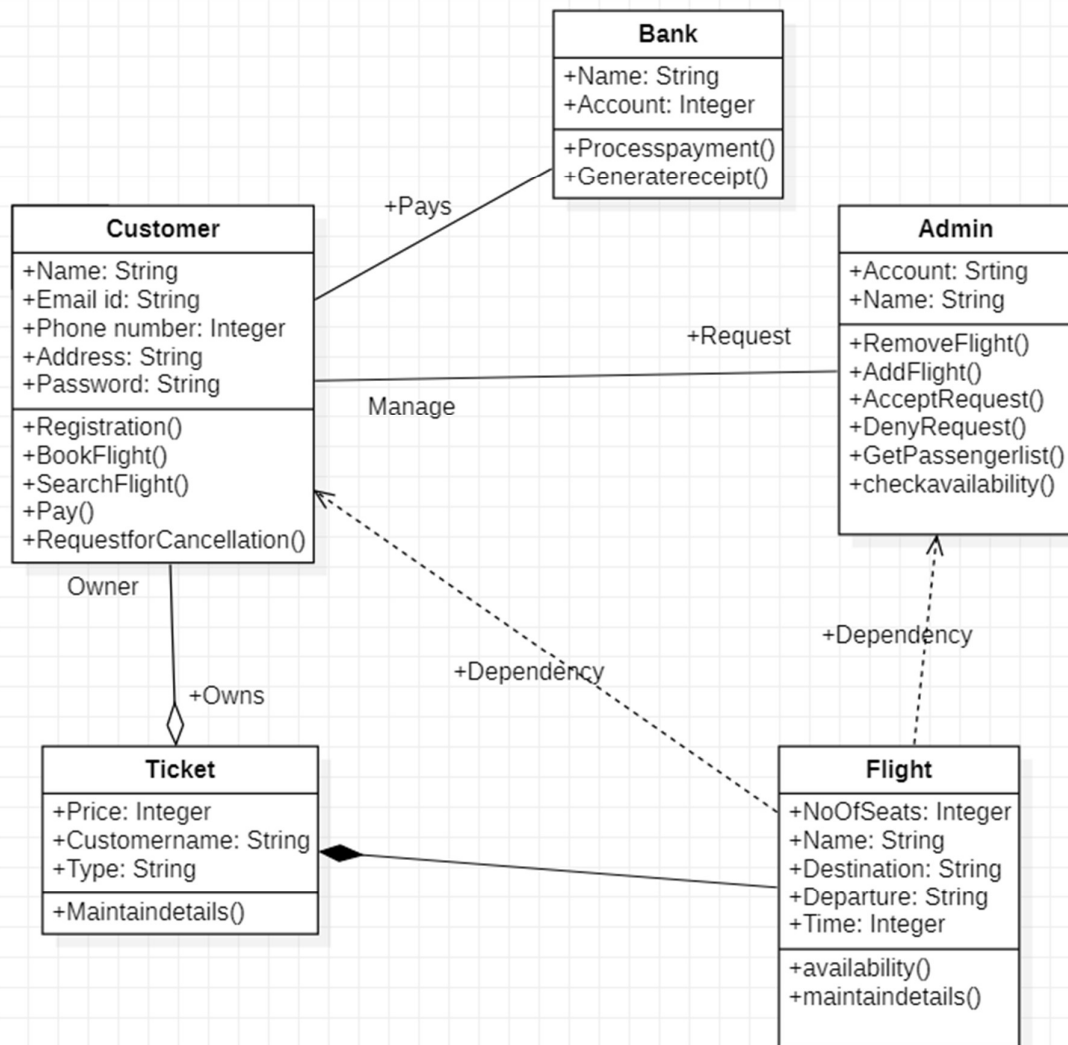 Bank
+Name: String
+Account: Integer
+Processpayment()
+Generatereceipt()
+Pays
Customer
+Name: String
+Email id: String
+Phone number: Integer
+Address: String
+Password: String
+Registration()
+BookFlight()
+SearchFlight()
+Pay()
+RequestforCancellation()
Admin
+Account: Srting
+Name: String
+RemoveFlight()
+AddFlight()
+AcceptRequest()
+DenyRequest()
+GetPassengerlist()
+checkavailability()
+Request
Manage
Owner
+Owns
+Dependency
+Dependency
Ticket
+Price: Integer
+Customername: String
+Type: String
+Maintaindetails()
Flight
+NoOfSeats: Integer
+Name: String
+Destination: String
+Departure: String
+Time: Integer
+availability()
+maintaindetails()